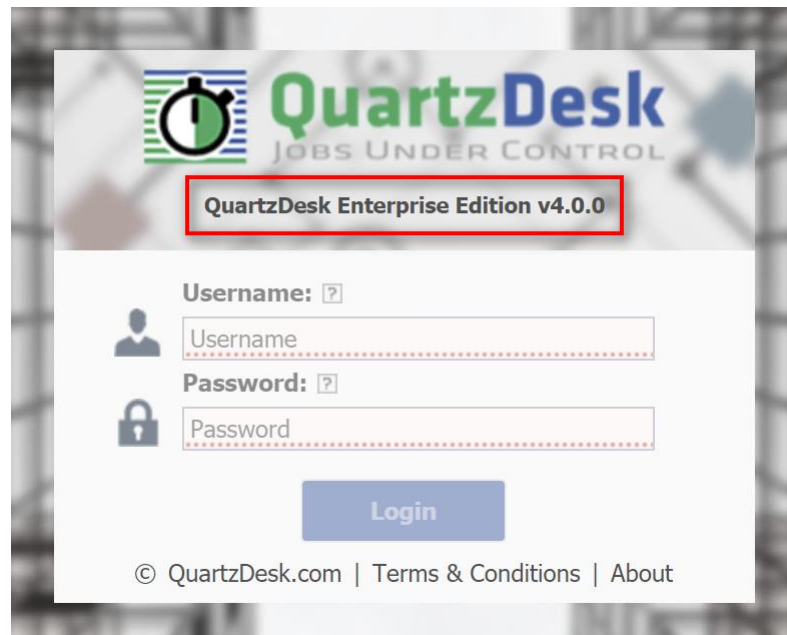 QuartzDesk
JOBS UNDER CONTROL
QuartzDesk Enterprise Edition v4.0.0
Username: ?
Username
Password: ?
Password
Login
© QuartzDesk.com | Terms & Conditions | About